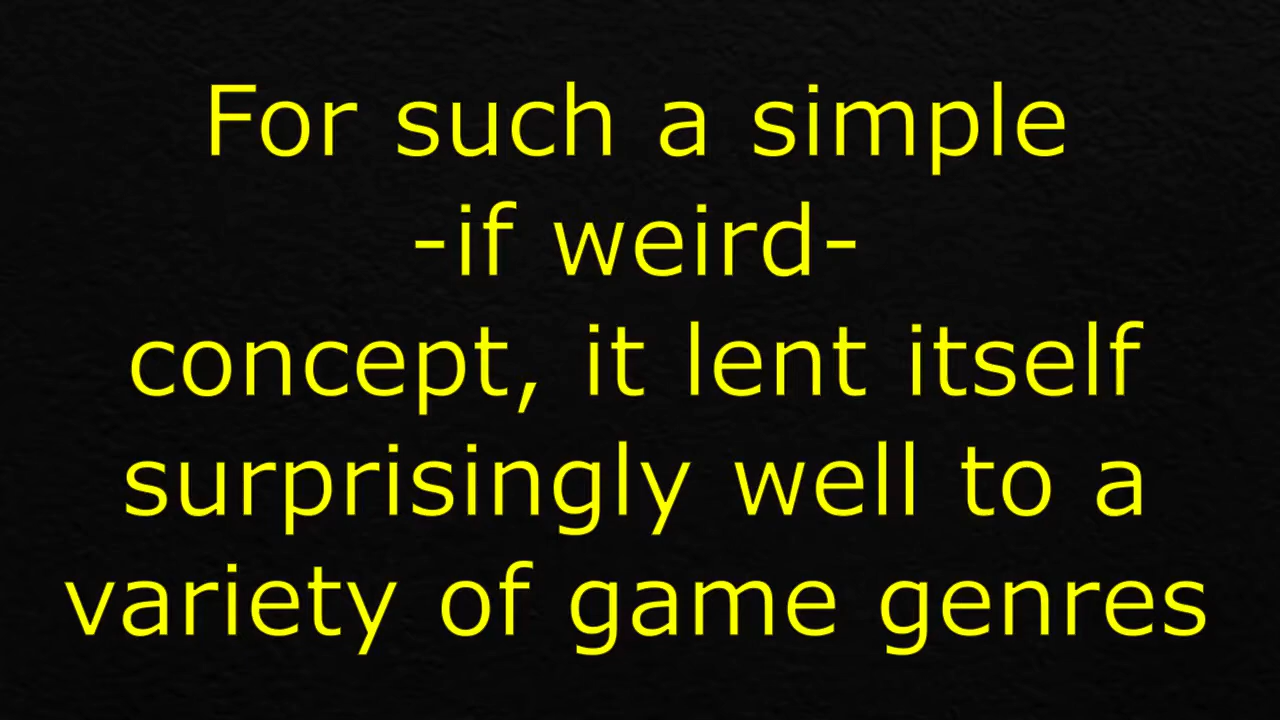 For such a simple
-if weird-
concept, it lent itself
surprisingly well to a
variety of game genres